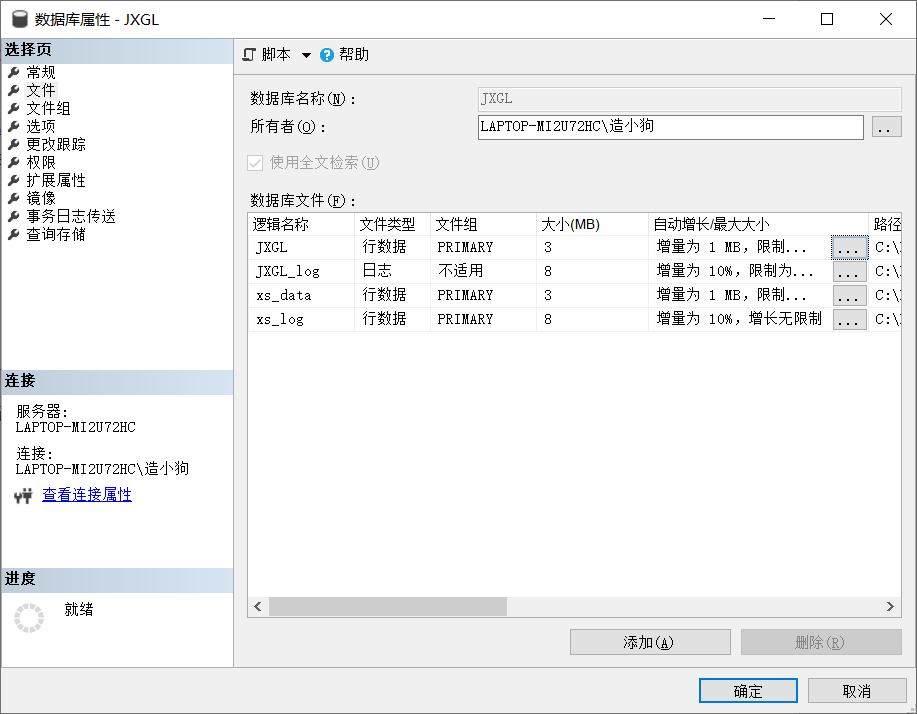 数据库属性 - JXGL
选择页
常规
文件
文件组
选项
更改跟踪
权限
扩展属性
镜像
事务日志传送
查询存储
连接
服务器:
LAPTOP-MI2U72HC
连接:
LAPTOP-MI2U72HC\造小狗
查看连接属性
进度
就绪
脚本 帮助
数据库名称(N): JXGL
所有者(O): LAPTOP-MI2U72HC\造小狗 ..
使用全文检索(U)
数据库文件(F):
逻辑名称 文件类型 文件组 大小(MB) 自动增长/最大大小 路径
JXGL 行数据 PRIMARY 3 增量为 1 MB，限制... ... C:\
JXGL_log 日志 不适用 8 增量为 10%，限制为... ... C:\
xs_data 行数据 PRIMARY 3 增量为 1 MB，限制... ... C:\
xs_log 行数据 PRIMARY 8 增量为 10%，增长无限制 ... C:\
添加(A) 删除(R)
确定 取消